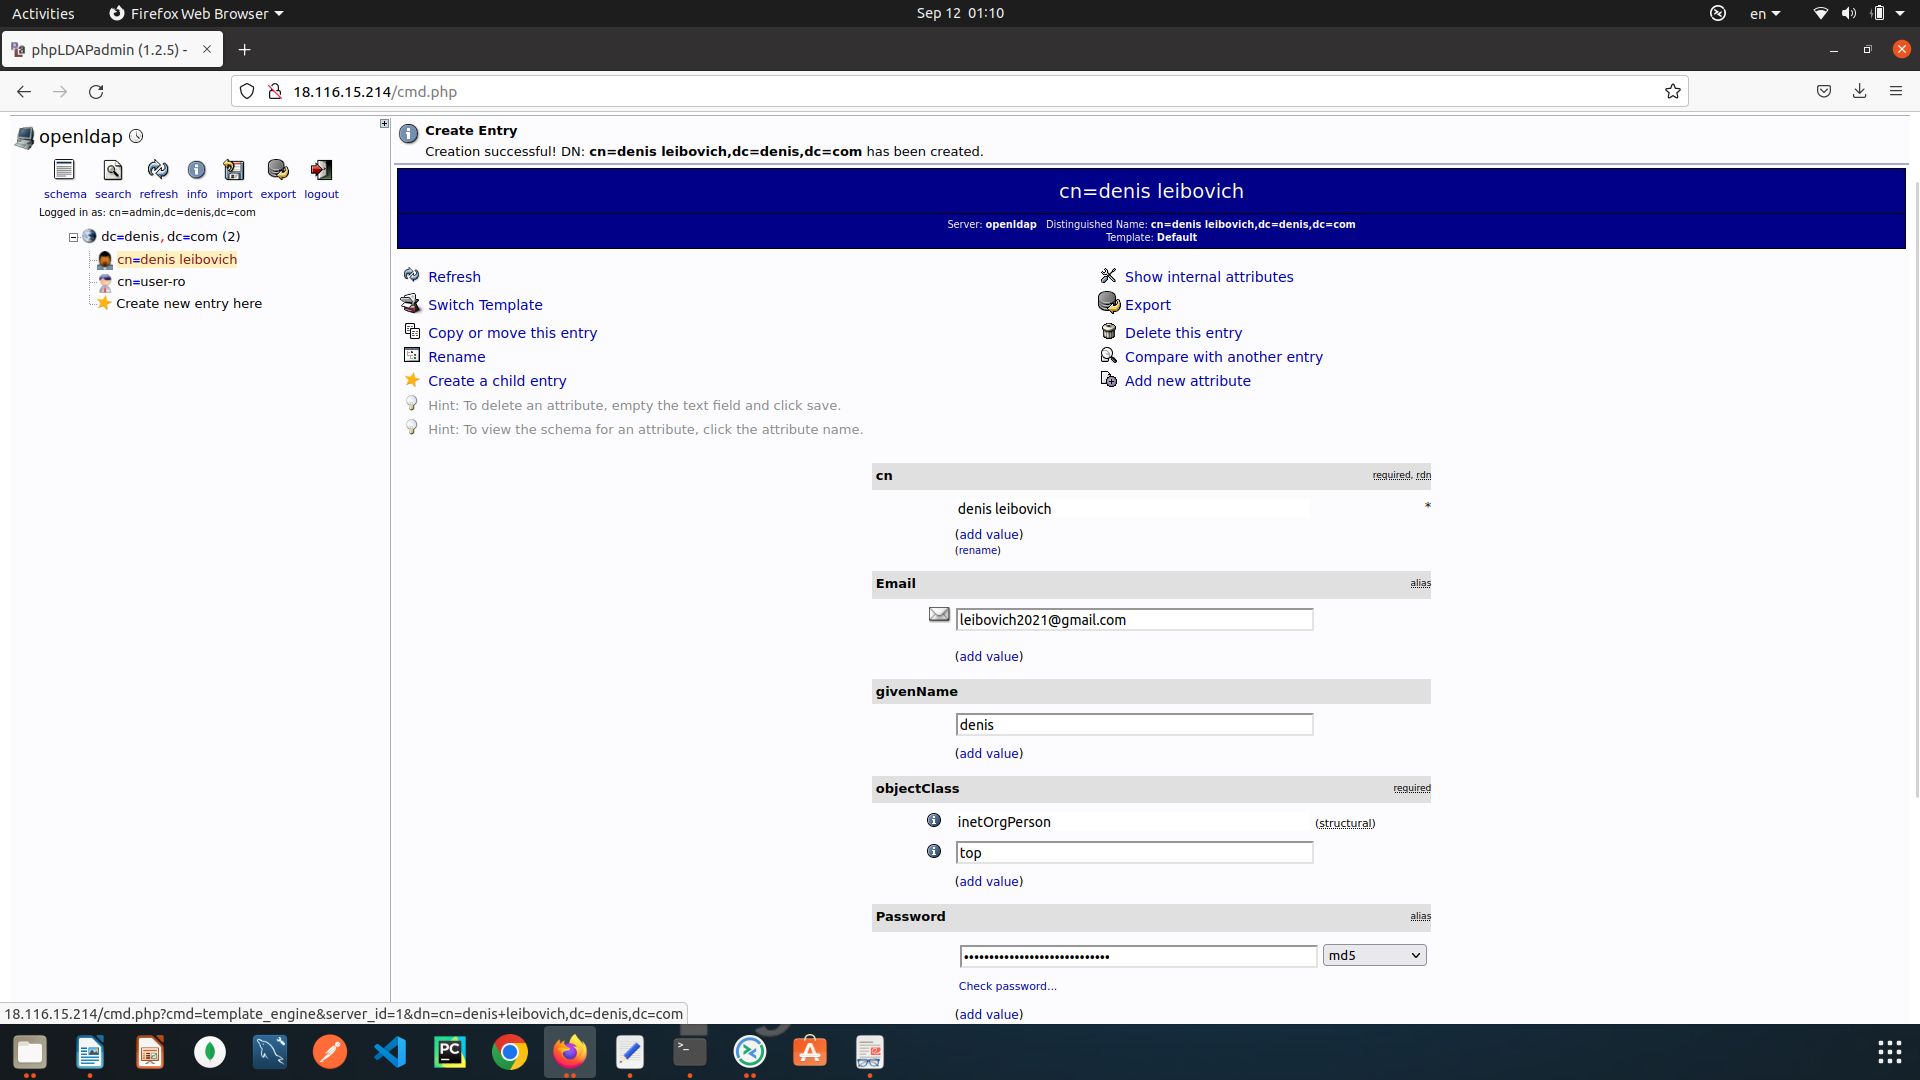 Activities Firefox Web Browser Sep 12 01:10 en
phpLDAPadmin (1.2.5) -
18.116.15.214/cmd.php
openldap
schema search refresh info import export logout
Logged in as: cn=admin,dc=denis,dc=com
dc=denis,dc=com (2)
cn=denis leibovich
cn=user-ro
Create new entry here
Create Entry
Creation successful! DN: cn=denis leibovich,dc=denis,dc=com has been created.
cn=denis leibovich
Server: openldap Distinguished Name: cn=denis leibovich,dc=denis,dc=com
Template: Default
Refresh
Show internal attributes
Switch Template
Export
Copy or move this entry
Delete this entry
Rename
Compare with another entry
Create a child entry
Add new attribute
Hint: To delete an attribute, empty the text field and click save.
Hint: To view the schema for an attribute, click the attribute name.
cn required, rdn
denis leibovich *
(add value)
(rename)
Email alias
leibovich2021@gmail.com
(add value)
givenName
denis
(add value)
objectClass required
inetOrgPerson (structural)
top
(add value)
Password alias
•••••••••••••••••••••••••••••• md5
Check password...
(add value)
18.116.15.214/cmd.php?cmd=template_engine&server_id=1&dn=cn=denis+leibovich,dc=denis,dc=com
PC